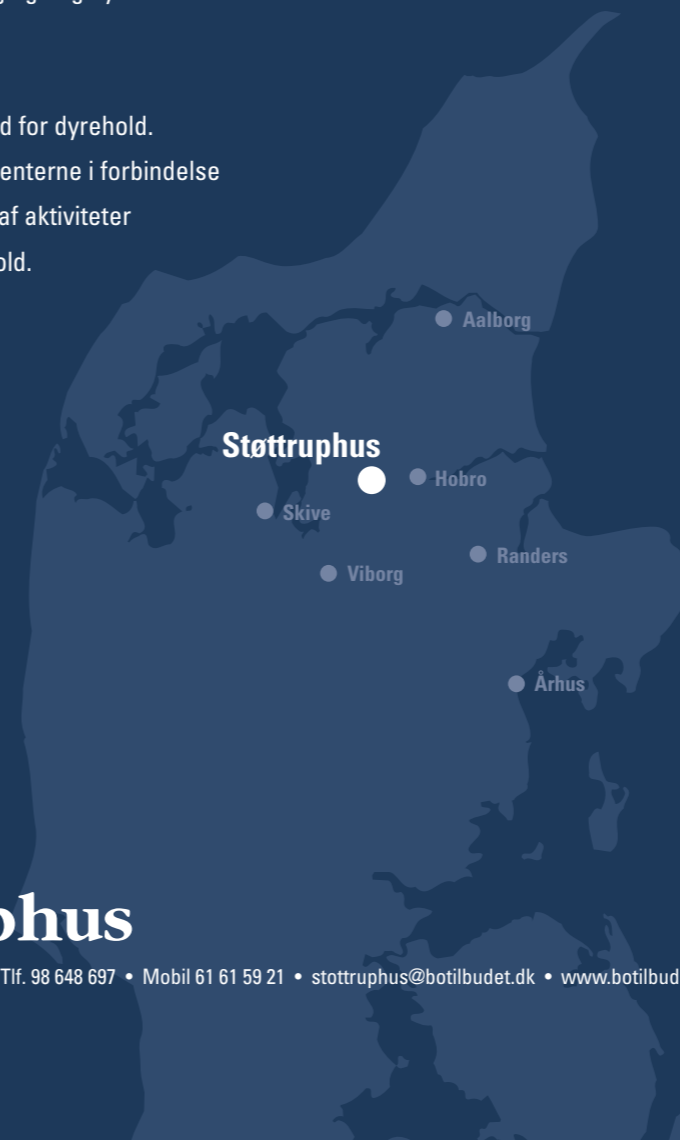 d for dyrehold.
enterne i forbindelse
af aktiviteter
old.
Aalborg
Støttruphus
Hobro
Skive
Randers
Viborg
Århus
phus
Tlf. 98 648 697 • Mobil 61 61 59 21 • stottruphus@botilbudet.dk • www.botilbud